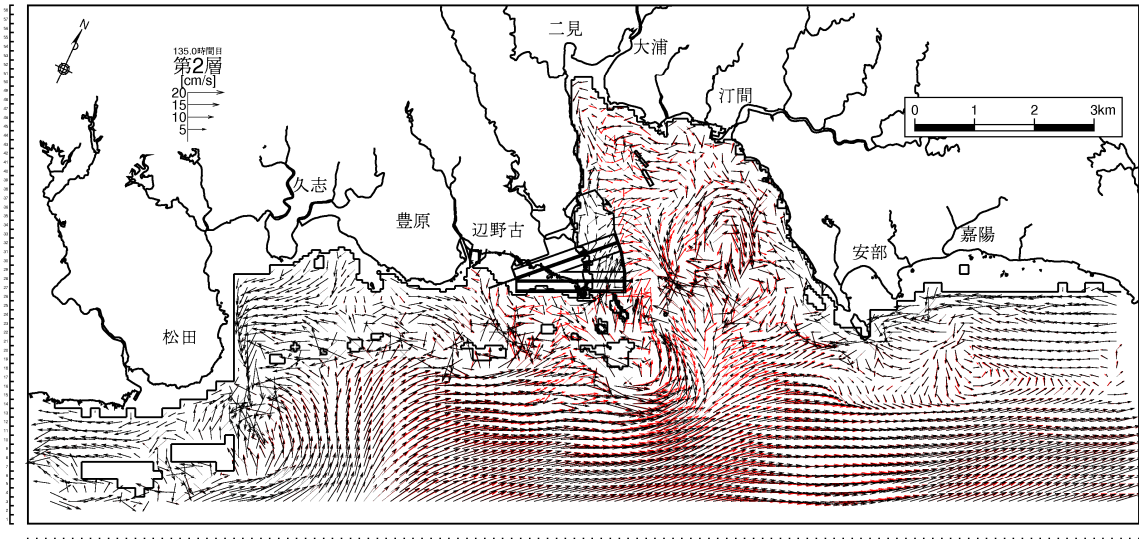 N
135.0時間目
第2層
[cm/s]
20
15
10
5
二見
大浦
汀間
0 1 2 3km
久志
豊原
辺野古
安部
嘉陽
松田